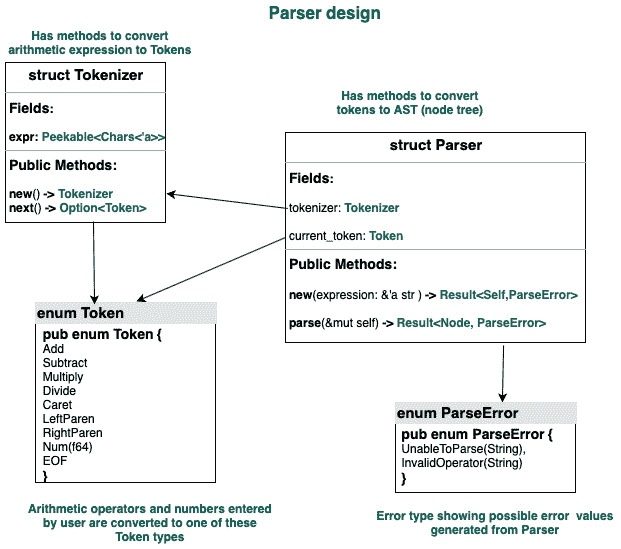 Parser design
Has methods to convert
arithmetic expression to Tokens
struct Tokenizer
Fields:
expr: Peekable<Chars<'a>>
Public Methods:
new() -> Tokenizer
next() -> Option<Token>
Has methods to convert
tokens to AST (node tree)
struct Parser
Fields:
tokenizer: Tokenizer
current_token: Token
Public Methods:
new(expression: &'a str ) -> Result<Self,ParseError>
parse(&mut self) -> Result<Node, ParseError>
enum Token
pub enum Token {
Add
Subtract
Multiply
Divide
Caret
LeftParen
RightParen
Num(f64)
EOF
}
Arithmetic operators and numbers entered
by user are converted to one of these
Token types
enum ParseError
pub enum ParseError {
UnableToParse(String),
InvalidOperator(String)
}
Error type showing possible error values
generated from Parser